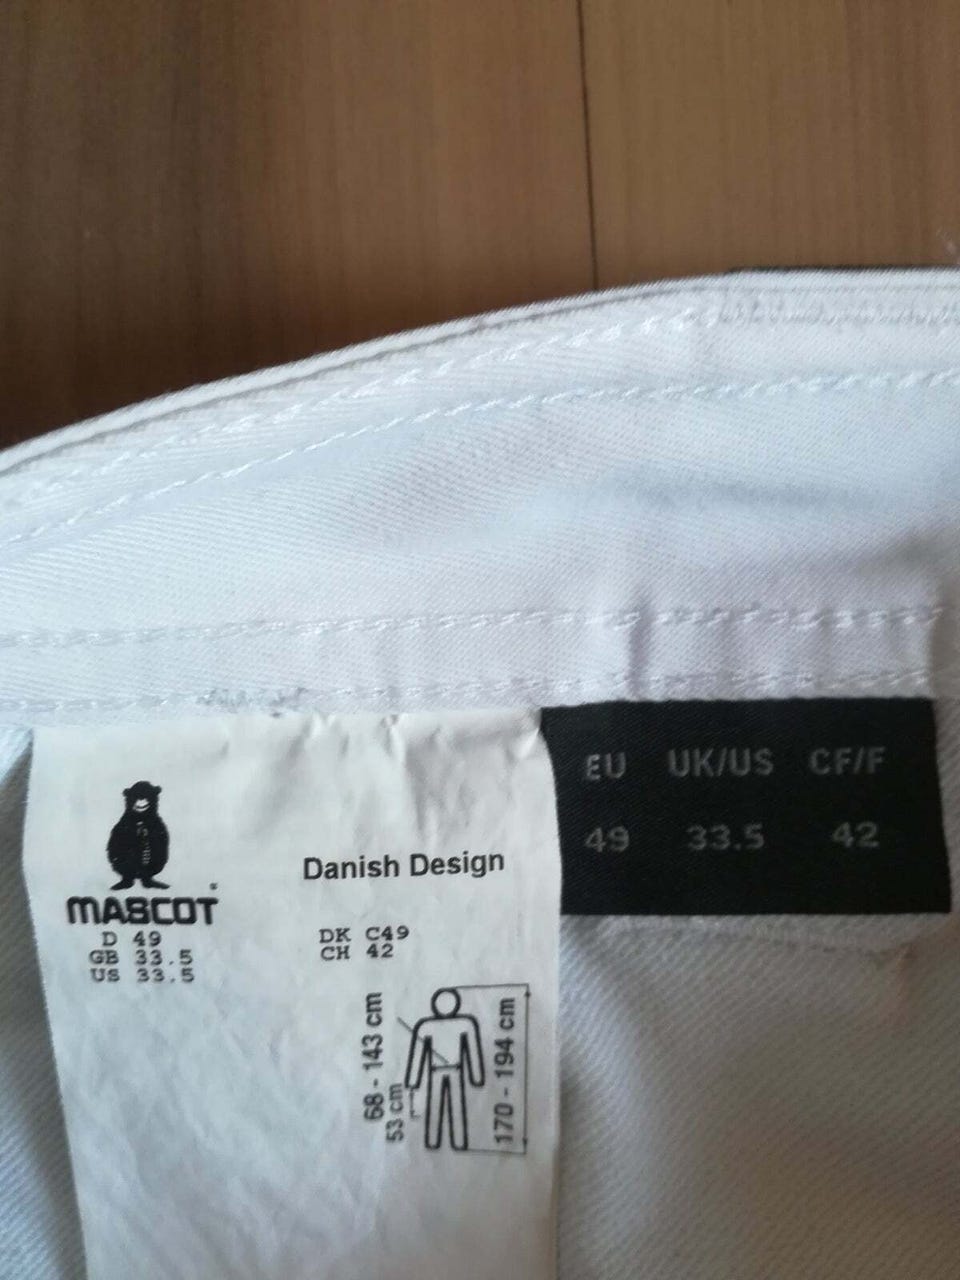 MASCOT
Danish Design
D 49
GB 33.5
US 33.5
DK C49
CH 42
68 - 143 cm
53 cm
170 - 194 cm
EU UK/US CF/F
49 33.5 42